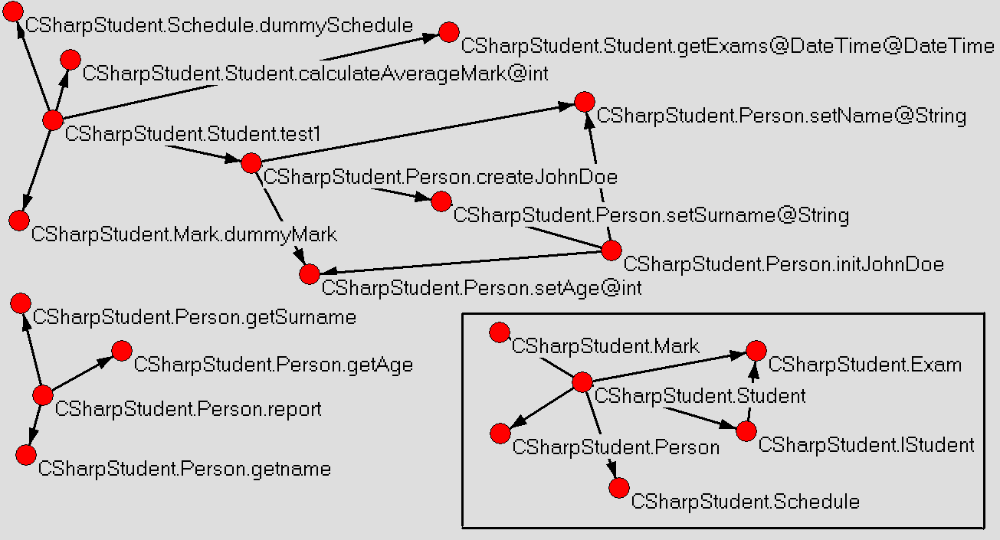 CSharpStudent.Schedule.dummySchedule
CSharpStudent.Student.getExams@DateTime@DateTime
CSharpStudent.Student.calculateAverageMark@int
CSharpStudent.Person.setName@String
CSharpStudent.Student.test1
CSharpStudent.Person.createJohnDoe
CSharpStudent.Person.setSurname@String
CSharpStudent.Mark.dummyMark
CSharpStudent.Person.initJohnDoe
CSharpStudent.Person.setAge@int
CSharpStudent.Person.getSurname
CSharpStudent.Person.getAge
CSharpStudent.Person.report
CSharpStudent.Person.getname
CSharpStudent.Mark
CSharpStudent.Exam
CSharpStudent.Student
CSharpStudent.Person
CSharpStudent.IStudent
CSharpStudent.Schedule